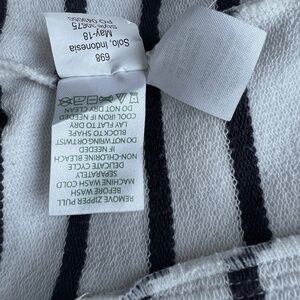 698
Solo, Indonesia
May-18
PO 049058
REMOVE ZIPPER PULL
BEFORE WASH
MACHINE WASH COLD
SEPARATELY
DELICATE CYCLE
NON-CHLORINE BLEACH
IF NEEDED
DO NOT WRING OR TWIST
BLOCK TO SHAPE
LAY FLAT TO DRY
COOL IRON IF NEEDED
DO NOT DRY CLEAN